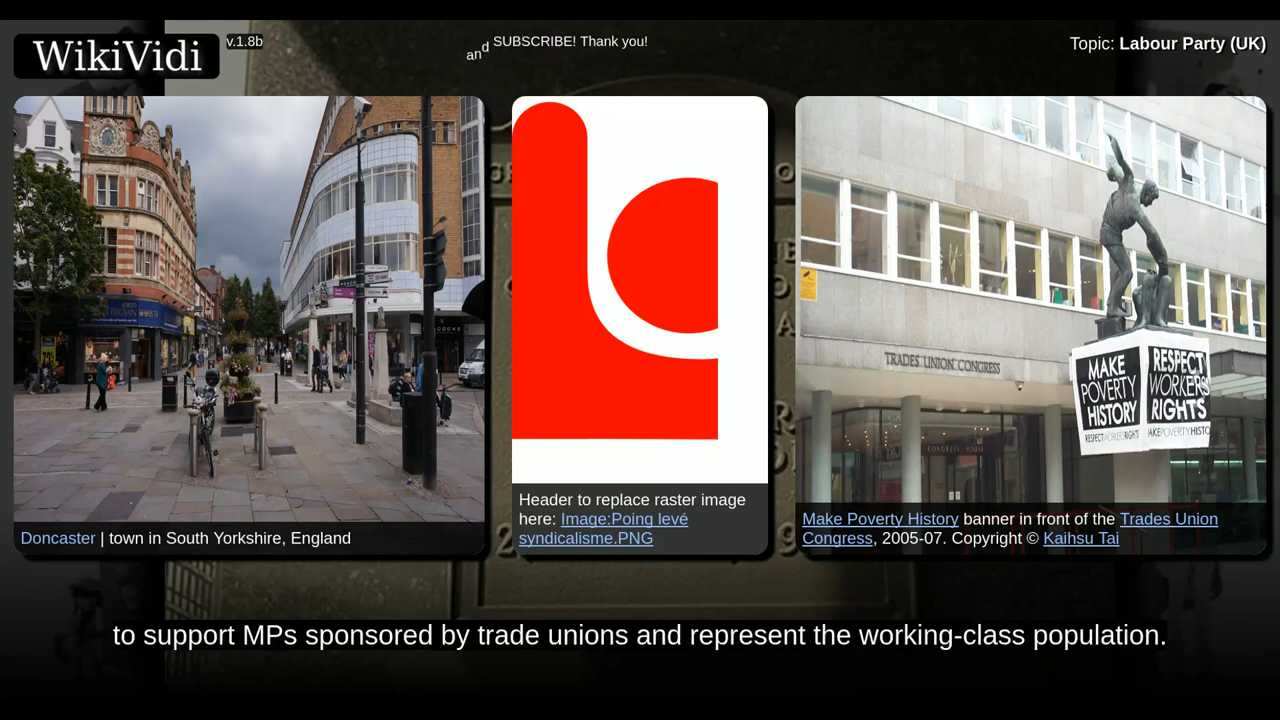 WikiVidi
v.1.8b
and SUBSCRIBE! Thank you!
Topic: Labour Party (UK)
TRADES UNION CONGRESS
CONGRESS HOUSE
MAKE
POVERTY
HISTORY
RESPECT
WORKERS
RIGHTS
Doncaster | town in South Yorkshire, England
Header to replace raster image
here: Image:Poing levé
syndicalisme.PNG
Make Poverty History banner in front of the Trades Union
Congress, 2005-07. Copyright © Kaihsu Tai
to support MPs sponsored by trade unions and represent the working-class population.